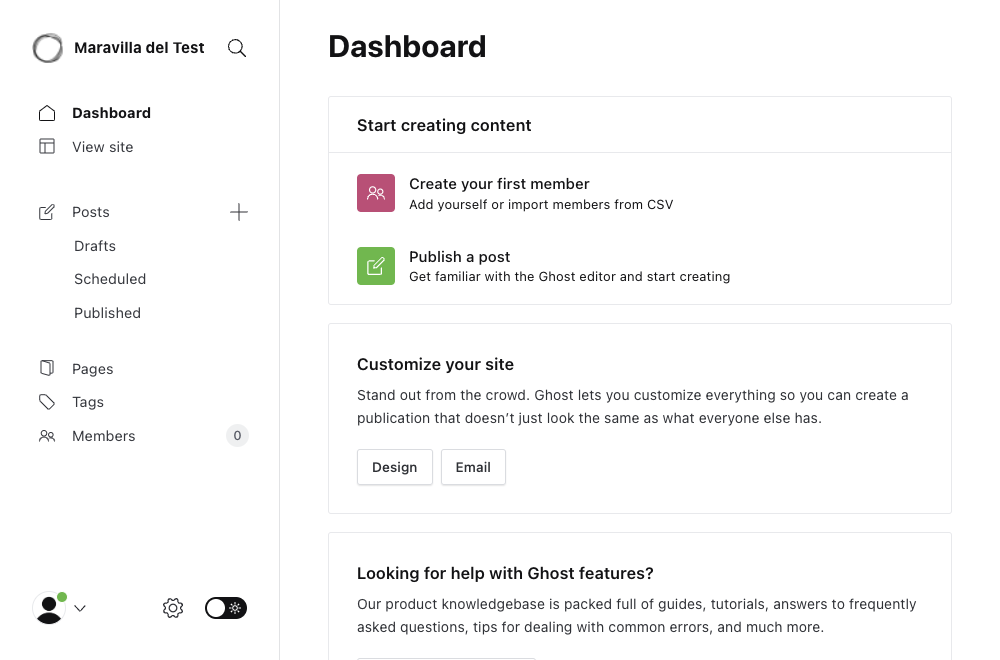 Maravilla del Test
Dashboard
View site
Posts
Drafts
Scheduled
Published
Pages
Tags
Members
0
Dashboard
Start creating content
Create your first member
Add yourself or import members from CSV
Publish a post
Get familiar with the Ghost editor and start creating
Customize your site
Stand out from the crowd. Ghost lets you customize everything so you can create a
publication that doesn’t just look the same as what everyone else has.
Design
Email
Looking for help with Ghost features?
Our product knowledgebase is packed full of guides, tutorials, answers to frequently
asked questions, tips for dealing with common errors, and much more.